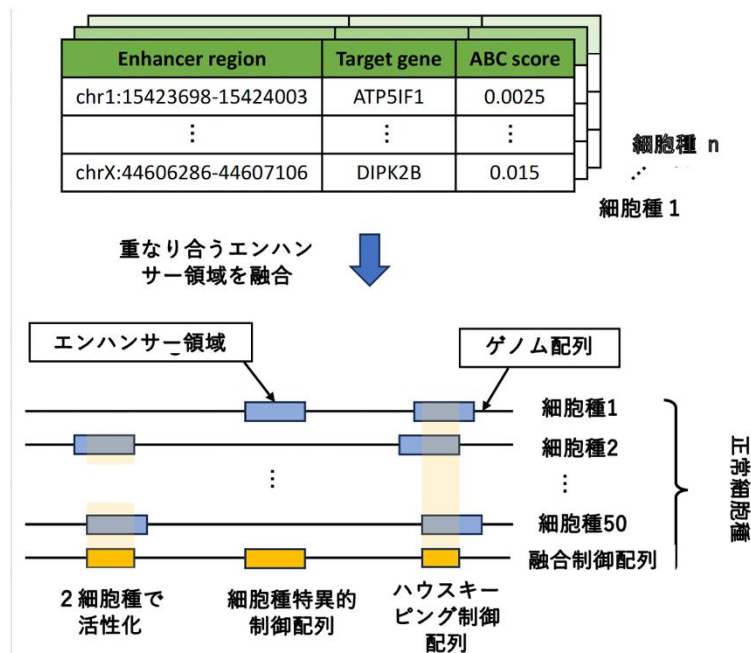 Enhancer region Target gene ABC score
chr1:15423698-15424003 ATP5IF1 0.0025
⋮ ⋮ ⋮
chrX:44606286-44607106 DIPK2B 0.015
細胞種 n
⋰
細胞種 1
重なり合うエンハン
サー領域を融合
エンハンサー領域
ゲノム配列
細胞種1
細胞種2
⋮ ⋮
細胞種50
融合制御配列
正常細胞種
2細胞種で
活性化
細胞種特異的
制御配列
ハウスキー
ピング制御
配列